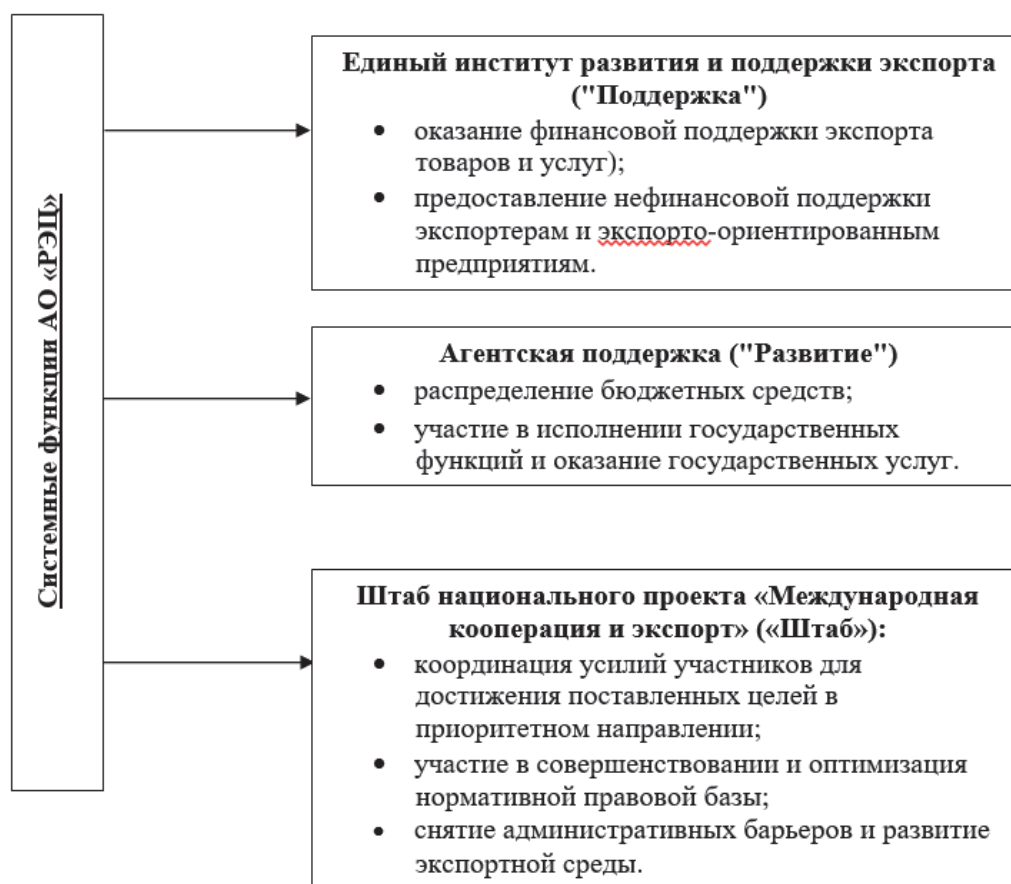 Системные функции АО «РЭЦ»
Единый институт развития и поддержки экспорта
("Поддержка")
• оказание финансовой поддержки экспорта
товаров и услуг);
• предоставление нефинансовой поддержки
экспортерам и экспорто-ориентированным
предприятиям.
Агентская поддержка ("Развитие")
• распределение бюджетных средств;
• участие в исполнении государственных
функций и оказание государственных услуг.
Штаб национального проекта «Международная
кооперация и экспорт» («Штаб»):
• координация усилий участников для
достижения поставленных целей в
приоритетном направлении;
• участие в совершенствовании и оптимизация
нормативной правовой базы;
• снятие административных барьеров и развитие
экспортной среды.